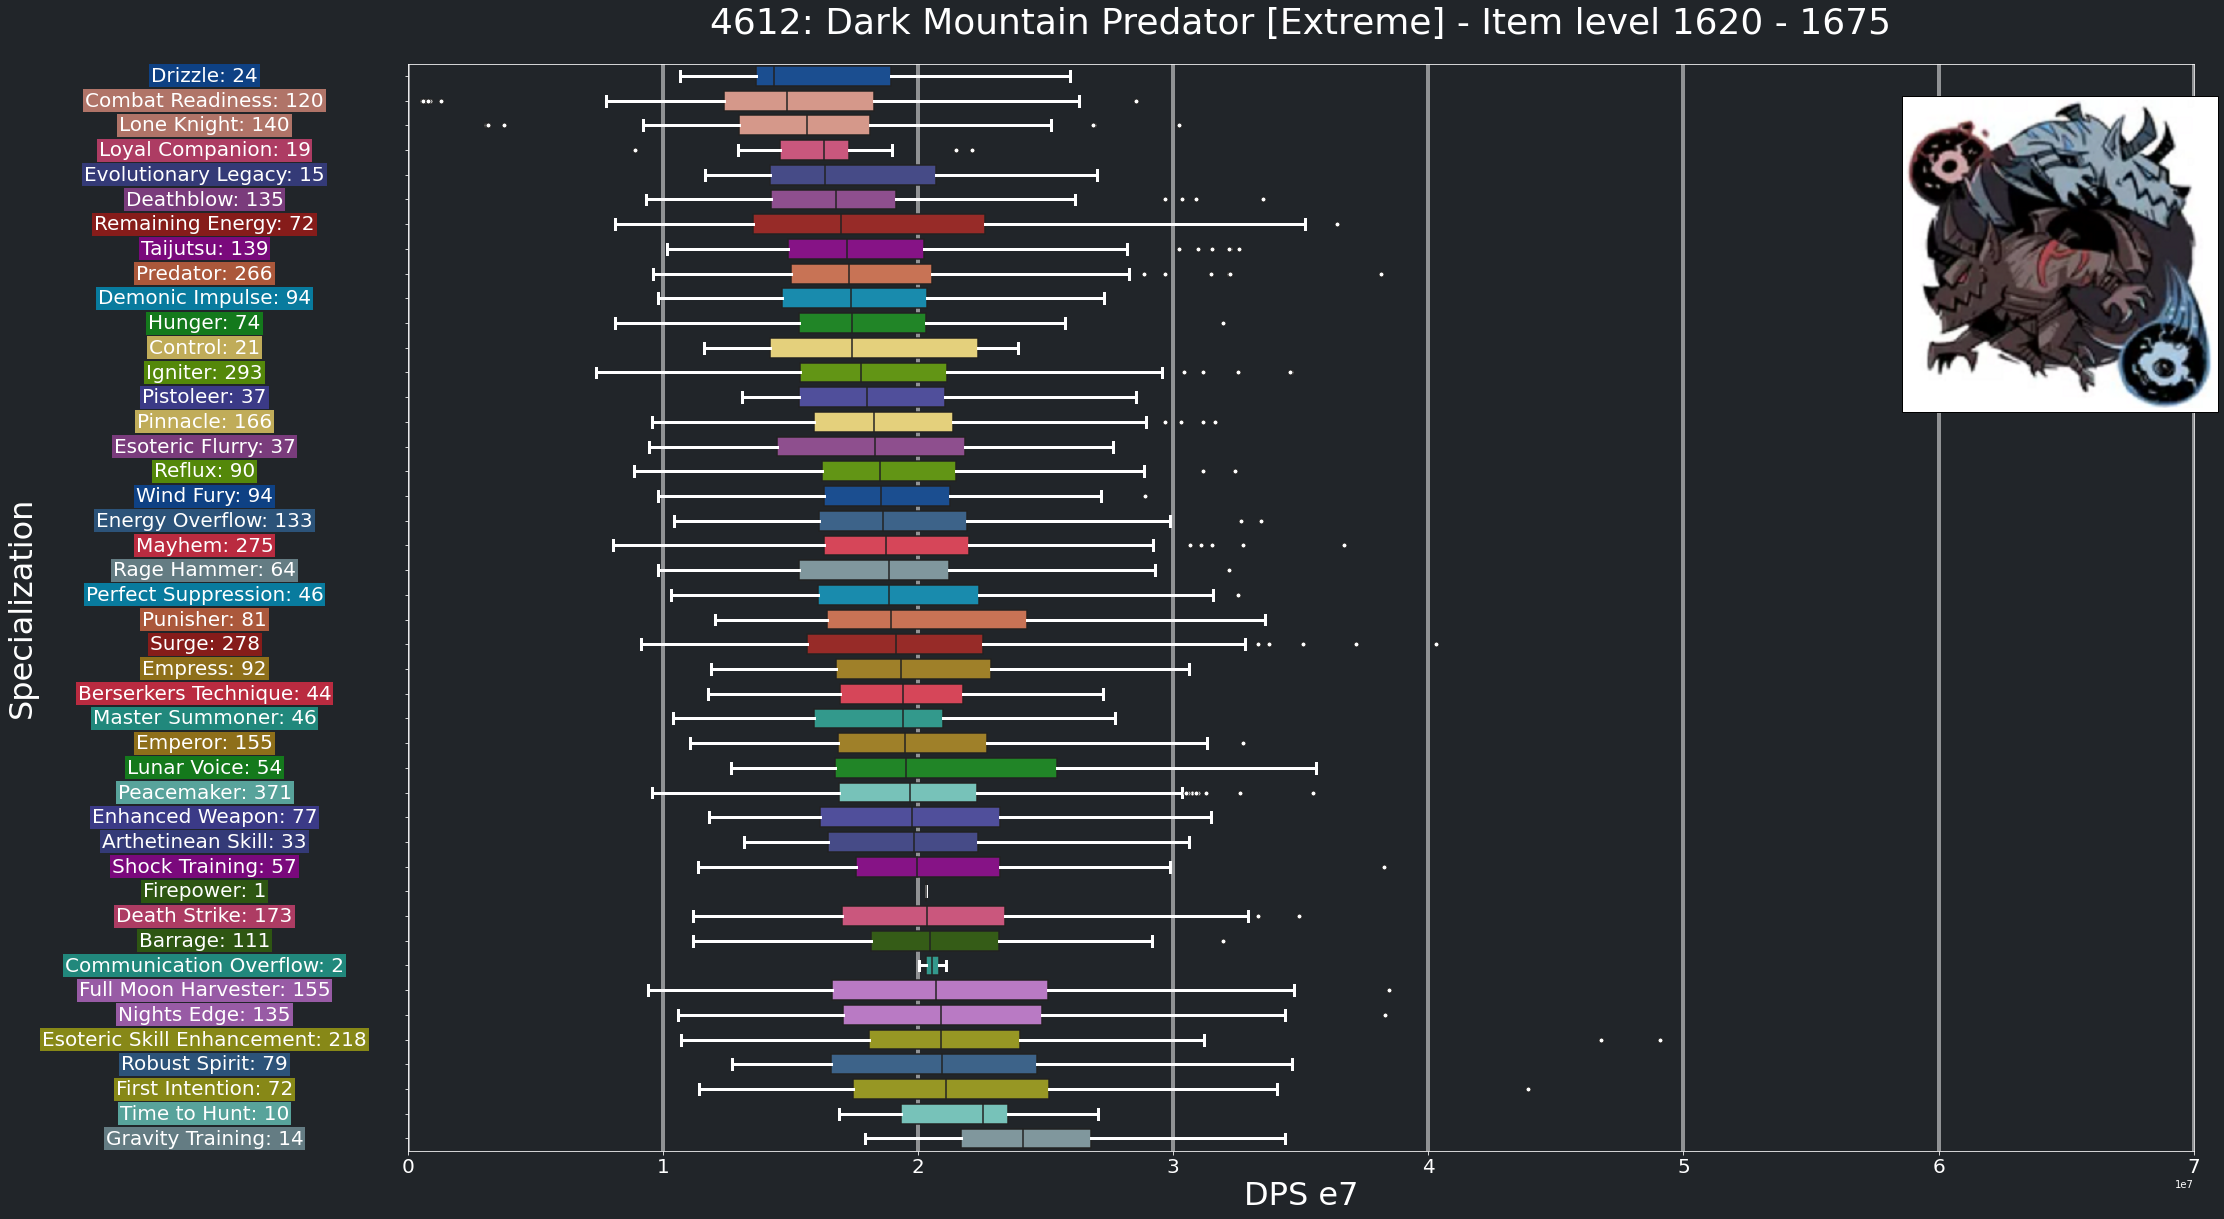 4612: Dark Mountain Predator [Extreme] - Item level 1620 - 1675
Specialization
Drizzle: 24
Combat Readiness: 120
Lone Knight: 140
Loyal Companion: 19
Evolutionary Legacy: 15
Deathblow: 135
Remaining Energy: 72
Taijutsu: 139
Predator: 266
Demonic Impulse: 94
Hunger: 74
Control: 21
Igniter: 293
Pistoleer: 37
Pinnacle: 166
Esoteric Flurry: 37
Reflux: 90
Wind Fury: 94
Energy Overflow: 133
Mayhem: 275
Rage Hammer: 64
Perfect Suppression: 46
Punisher: 81
Surge: 278
Empress: 92
Berserkers Technique: 44
Master Summoner: 46
Emperor: 155
Lunar Voice: 54
Peacemaker: 371
Enhanced Weapon: 77
Arthetinean Skill: 33
Shock Training: 57
Firepower: 1
Death Strike: 173
Barrage: 111
Communication Overflow: 2
Full Moon Harvester: 155
Nights Edge: 135
Esoteric Skill Enhancement: 218
Robust Spirit: 79
First Intention: 72
Time to Hunt: 10
Gravity Training: 14
0 1 2 3 4 5 6 7
1e7
DPS e7